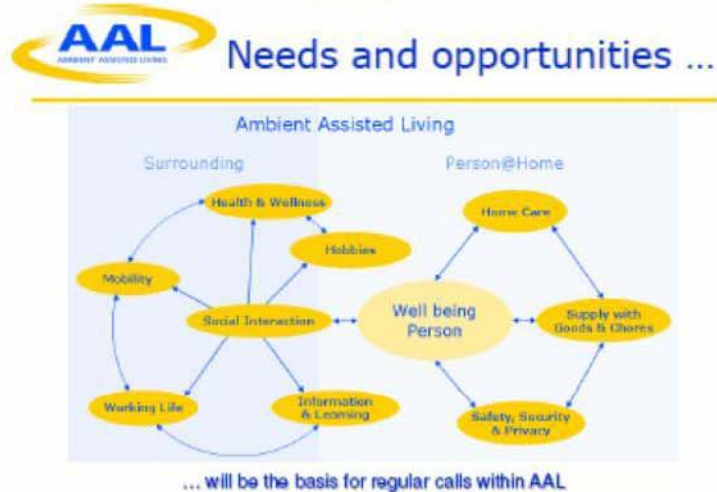 AAL
AMBIENT ASSISTED LIVING
Needs and opportunities ...
Ambient Assisted Living
Surrounding
Person@Home
Health & Wellness
Home Care
Hobbies
Mobility
Well being
Person
Social Interaction
Supply with
Goods & Chores
Working Life
Information
& Learning
Safety, Security
& Privacy
... will be the basis for regular calls within AAL